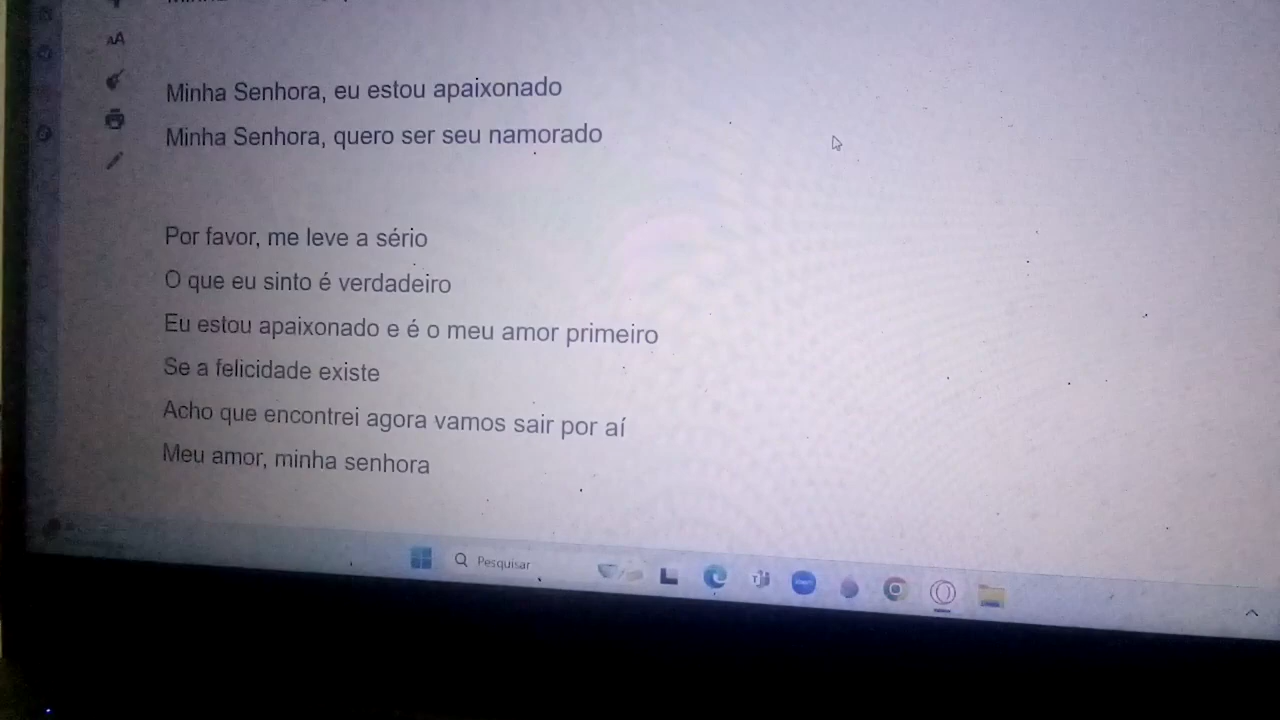 AA
Minha Senhora, eu estou apaixonado
Minha Senhora, quero ser seu namorado
Por favor, me leve a sério
O que eu sinto é verdadeiro
Eu estou apaixonado e é o meu amor primeiro
Se a felicidade existe
Acho que encontrei agora vamos sair por aí
Meu amor, minha senhora
Pesquisar